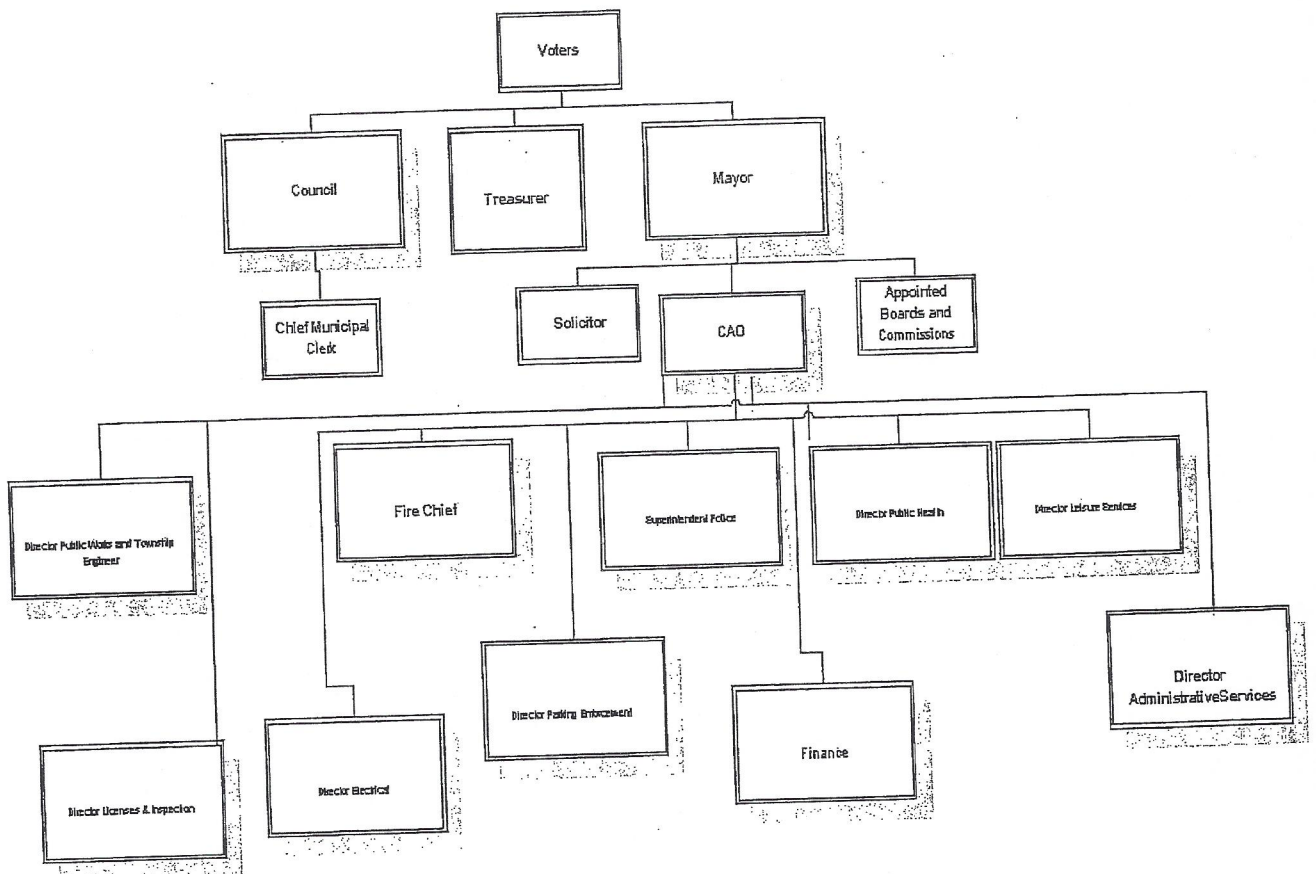 Voters
Council
Treasurer
Mayor
Chief Municipal
Clerk
Solicitor
CAO
Appointed
Boards and
Commissions
Director Public Works and Township
Engineer
Fire Chief
Superintendent Police
Director Public Health
Director Leisure Services
Director Licenses & Inspection
Director Electrical
Director Parking Enforcement
Finance
Director
AdministrativeServices